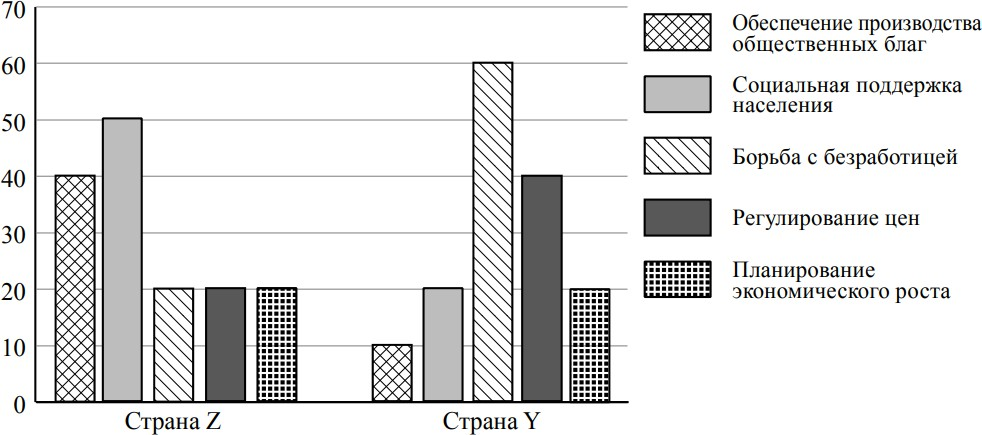 70
60
50
40
30
20
10
0
Страна Z
Страна Y
Обеспечение производства
общественных благ
Социальная поддержка
населения
Борьба с безработицей
Регулирование цен
Планирование
экономического роста